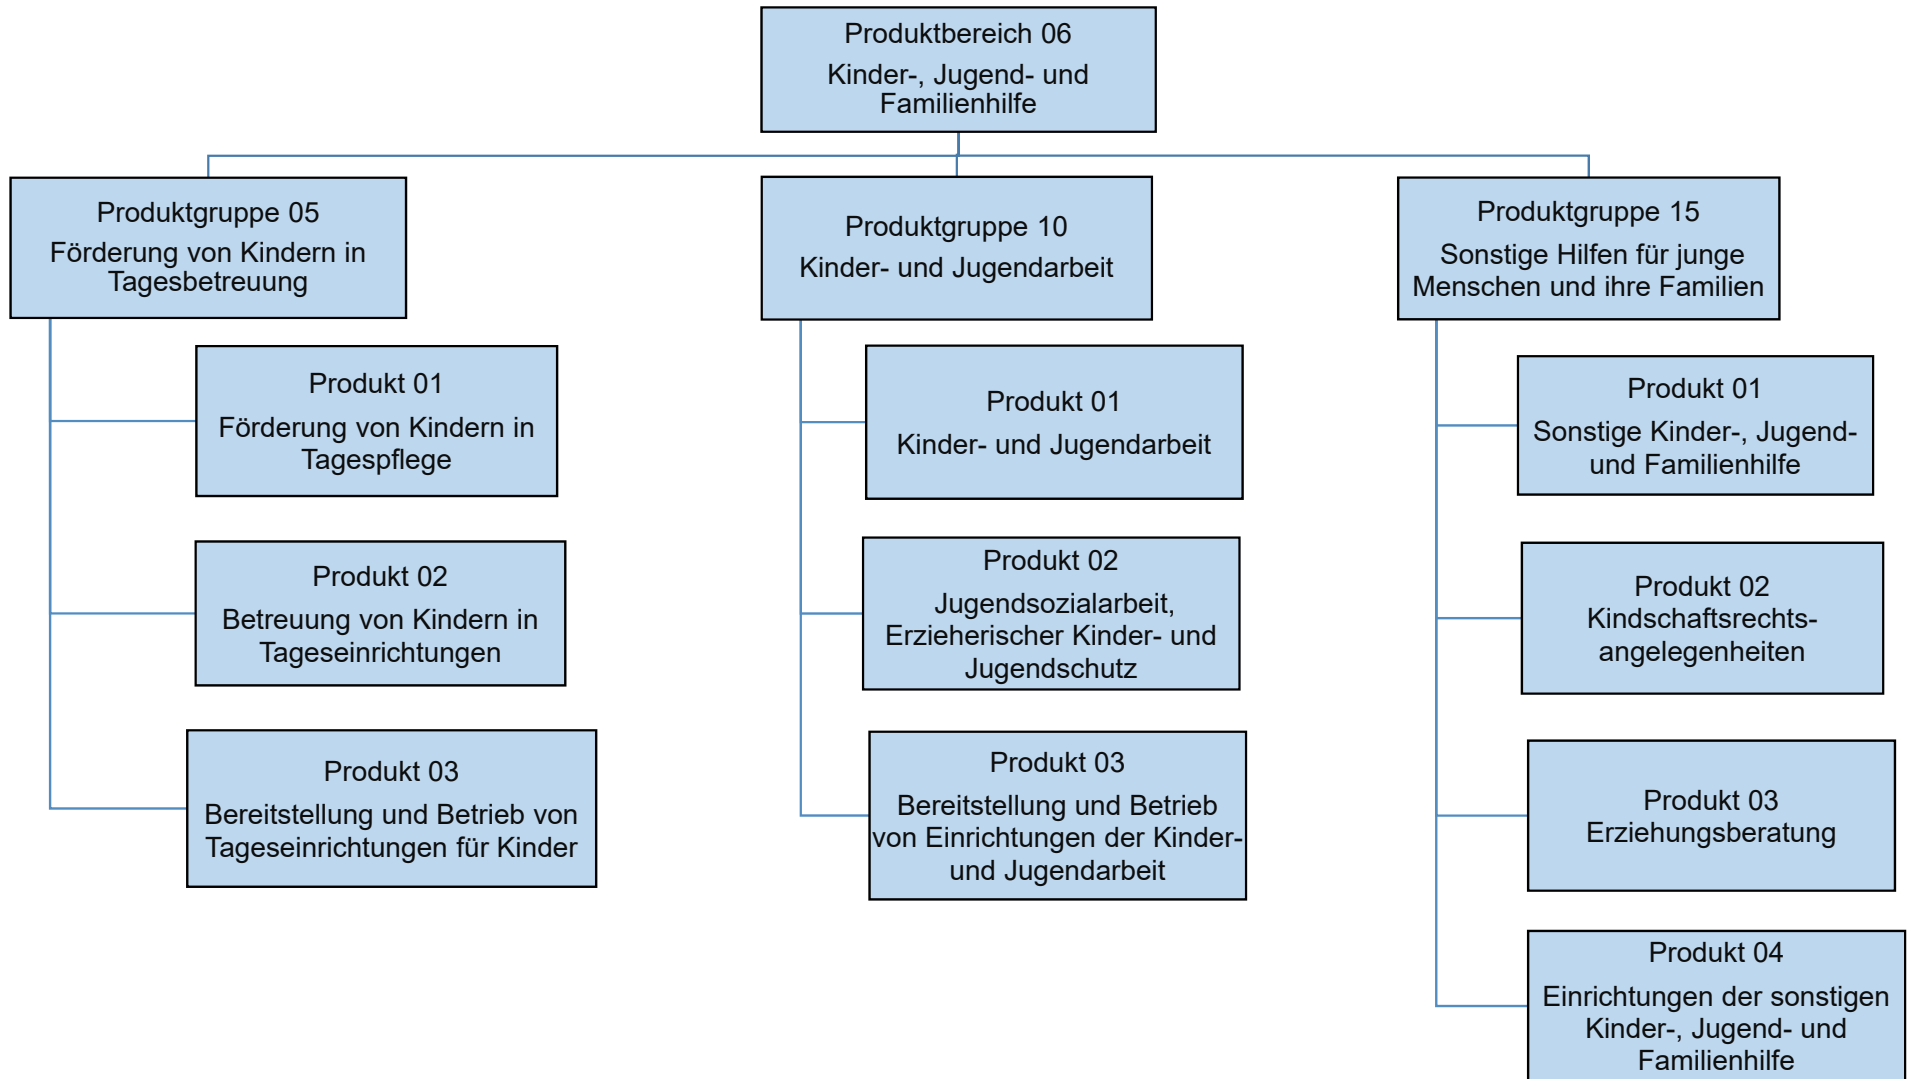 Produktbereich 06
Kinder-, Jugend- und
Familienhilfe
Produktgruppe 05
Förderung von Kindern in
Tagesbetreuung
Produkt 01
Förderung von Kindern in
Tagespflege
Produkt 02
Betreuung von Kindern in
Tageseinrichtungen
Produkt 03
Bereitstellung und Betrieb von
Tageseinrichtungen für Kinder
Produktgruppe 10
Kinder- und Jugendarbeit
Produkt 01
Kinder- und Jugendarbeit
Produkt 02
Jugendsozialarbeit,
Erzieherischer Kinder- und
Jugendschutz
Produkt 03
Bereitstellung und Betrieb
von Einrichtungen der Kinder-
und Jugendarbeit
Produktgruppe 15
Sonstige Hilfen für junge
Menschen und ihre Familien
Produkt 01
Sonstige Kinder-, Jugend-
und Familienhilfe
Produkt 02
Kindschaftsrechts-
angelegenheiten
Produkt 03
Erziehungsberatung
Produkt 04
Einrichtungen der sonstigen
Kinder-, Jugend- und
Familienhilfe